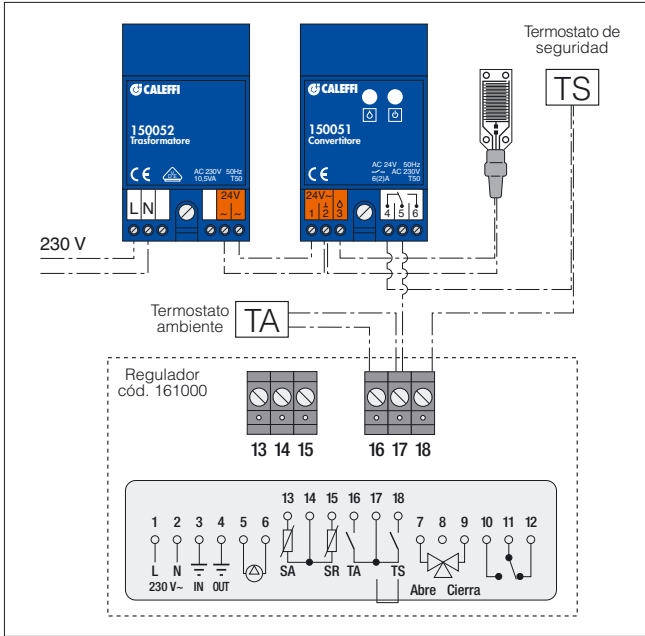 Termostato de
seguridad
TS
CALEFFI
150052
Trasformatore
CE
AC 230V 50Hz
10,5VA T50
L N
24V
~ ~
CALEFFI
150051
Convertitore
CE
AC 24V 50Hz
AC 230V
6(2)A T50
24V~
1 2 3
4 5 6
230 V
Termostato
ambiente
TA
Regulador
cód. 161000
13 14 15
16 17 18
13 14 15 16 17 18
1 2 3 4 5 6
7 8 9 10 11 12
L N IN OUT
230 V~
SA SR TA TS
Abre Cierra